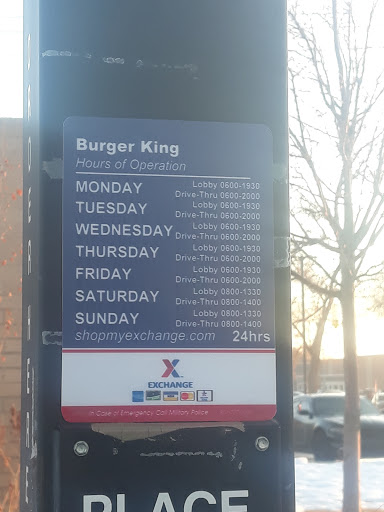 Burger King
Hours of Operation
MONDAY Lobby 0600-1930
Drive-Thru 0600-2000
TUESDAY Lobby 0600-1930
Drive-Thru 0600-2000
WEDNESDAY Lobby 0600-1930
Drive-Thru 0600-2000
THURSDAY Lobby 0600-1930
Drive-Thru 0600-2000
FRIDAY Lobby 0600-1930
Drive-Thru 0600-2000
SATURDAY Lobby 0800-1330
Drive-Thru 0800-1400
SUNDAY Lobby 0800-1330
Drive-Thru 0800-1400
shopmyexchange.com 24hrs
X
EXCHANGE
In Case of Emergency Call Military Police
PLACE